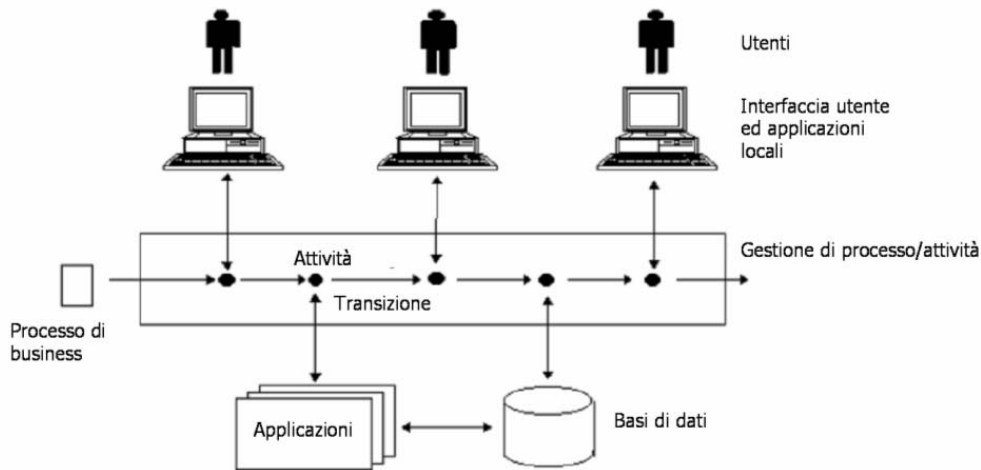 Utenti
Interfaccia utente
ed applicazioni
locali
Gestione di processo/attività
Attività
Transizione
Processo di
business
Applicazioni
Basi di dati